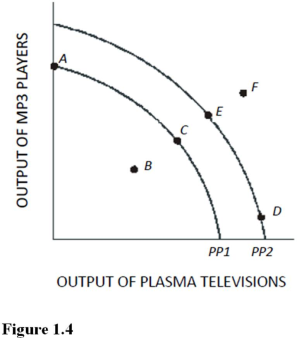 OUTPUT OF MP3 PLAYERS
A
F
E
C
B
D
PP1 PP2
OUTPUT OF PLASMA TELEVISIONS
Figure 1.4